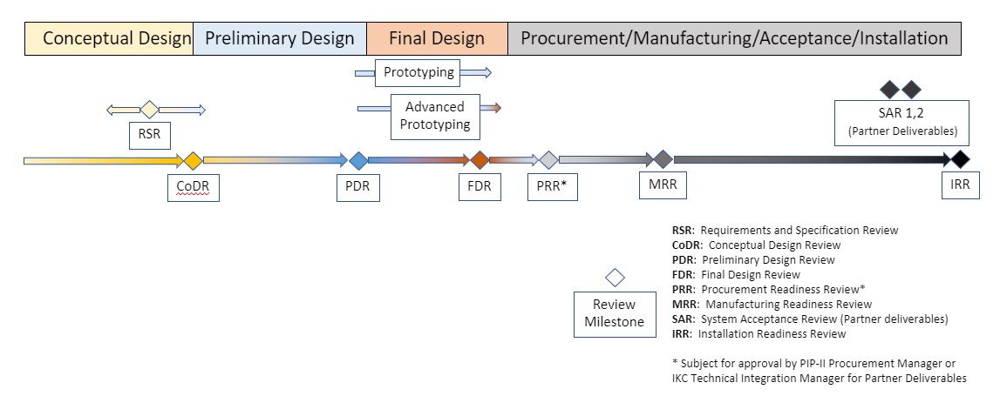 Conceptual Design
Preliminary Design
Final Design
Procurement/Manufacturing/Acceptance/Installation
Prototyping
Advanced
Prototyping
RSR
SAR 1,2
(Partner Deliverables)
CoDR
PDR
FDR
PRR*
MRR
IRR
RSR: Requirements and Specification Review
CoDR: Conceptual Design Review
PDR: Preliminary Design Review
FDR: Final Design Review
PRR: Procurement Readiness Review*
MRR: Manufacturing Readiness Review
SAR: System Acceptance Review (Partner deliverables)
IRR: Installation Readiness Review
Review
Milestone
* Subject for approval by PIP-II Procurement Manager or
IKC Technical Integration Manager for Partner Deliverables